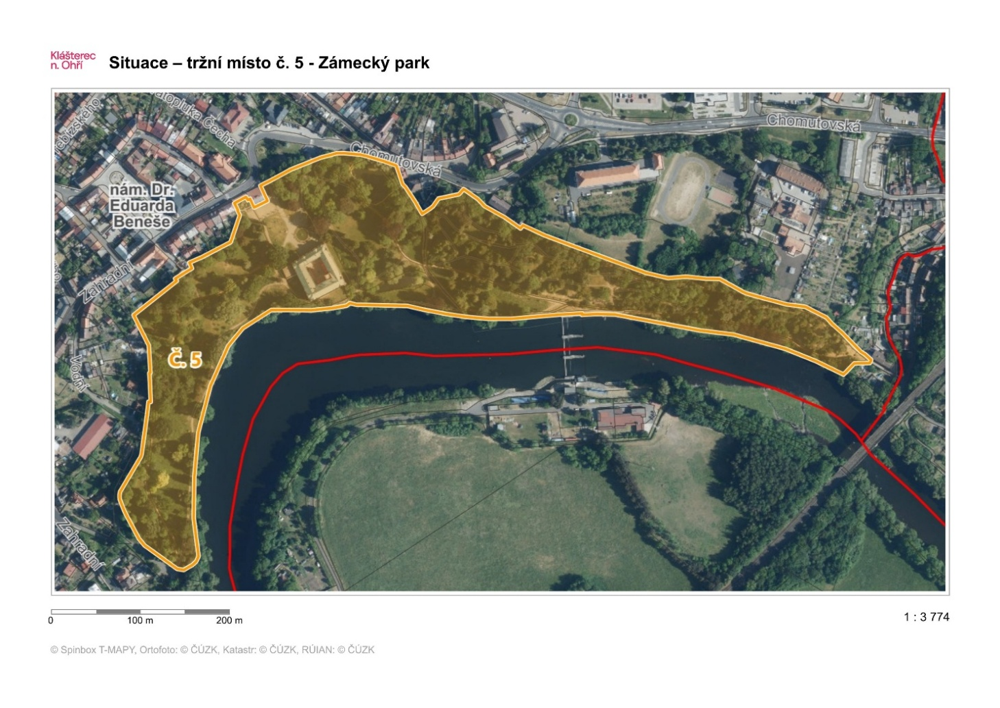 Klášterec
n. Ohří
Situace – tržní místo č. 5 - Zámecký park
Chomutovská
Chomutovská
nám. Dr.
Eduarda
Beneše
Zahradní
Vodní
Č. 5
Zahradní
0 100 m 200 m
1 : 3 774
© Spinbox T-MAPY, Ortofoto: © ČÚZK, Katastr: © ČÚZK, RÚIAN: © ČÚZK